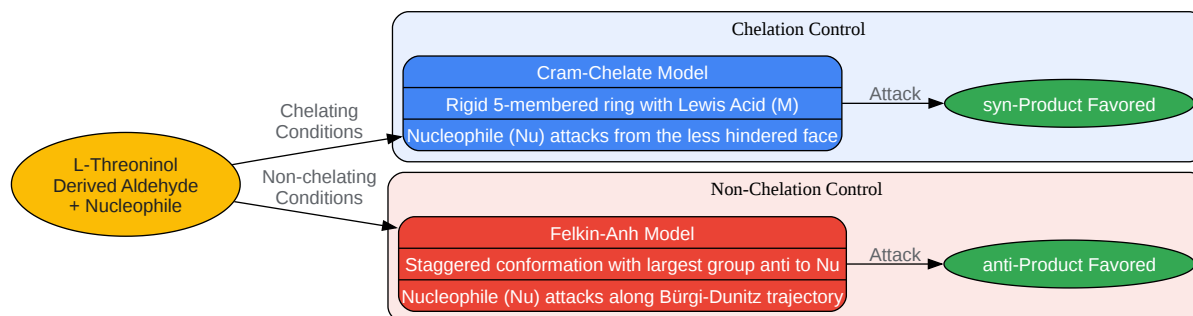 Chelation Control
Cram-Chelate Model
Rigid 5-membered ring with Lewis Acid (M)
Nucleophile (Nu) attacks from the less hindered face
Attack
syn-Product Favored
Chelating
Conditions
L-Threoninol
Derived Aldehyde
+ Nucleophile
Non-chelating
Conditions
Non-Chelation Control
Felkin-Anh Model
Staggered conformation with largest group anti to Nu
Nucleophile (Nu) attacks along Bürgi-Dunitz trajectory
Attack
anti-Product Favored